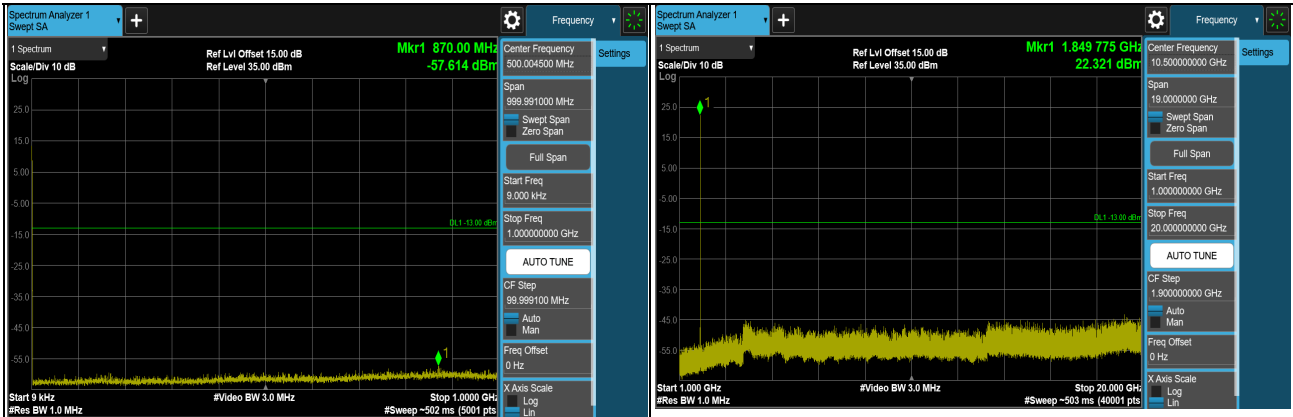 Spectrum Analyzer 1
Swept SA
+
Frequency
1 Spectrum
Scale/Div 10 dB
Log
Ref Lvl Offset 15.00 dB
Ref Level 35.00 dBm
Mkr1 870.00 MHz
-57.614 dBm
25.0
15.0
5.00
-5.00
-15.0
-25.0
-35.0
-45.0
-55.0
DL1 -13.00 dBm
1
Start 9 kHz
#Res BW 1.0 MHz
#Video BW 3.0 MHz
Stop 1.0000 GHz
#Sweep ~502 ms (5001 pts
Center Frequency
500.004500 MHz
Span
999.991000 MHz
Swept Span
Zero Span
Full Span
Start Freq
9.000 kHz
Stop Freq
1.000000000 GHz
AUTO TUNE
CF Step
99.999100 MHz
Auto
Man
Freq Offset
0 Hz
X Axis Scale
Log
Lin
Settings
Spectrum Analyzer 1
Swept SA
+
Frequency
1 Spectrum
Scale/Div 10 dB
Log
Ref Lvl Offset 15.00 dB
Ref Level 35.00 dBm
Mkr1 1.849 775 GHz
22.321 dBm
25.0
15.0
5.00
-5.00
-15.0
-25.0
-35.0
-45.0
-55.0
DL1 -13.00 dBm
1
Start 1.000 GHz
#Res BW 1.0 MHz
#Video BW 3.0 MHz
Stop 20.000 GHz
#Sweep ~503 ms (40001 pts
Center Frequency
10.500000000 GHz
Span
19.0000000 GHz
Swept Span
Zero Span
Full Span
Start Freq
1.000000000 GHz
Stop Freq
20.000000000 GHz
AUTO TUNE
CF Step
1.900000000 GHz
Auto
Man
Freq Offset
0 Hz
X Axis Scale
Log
Lin
Settings